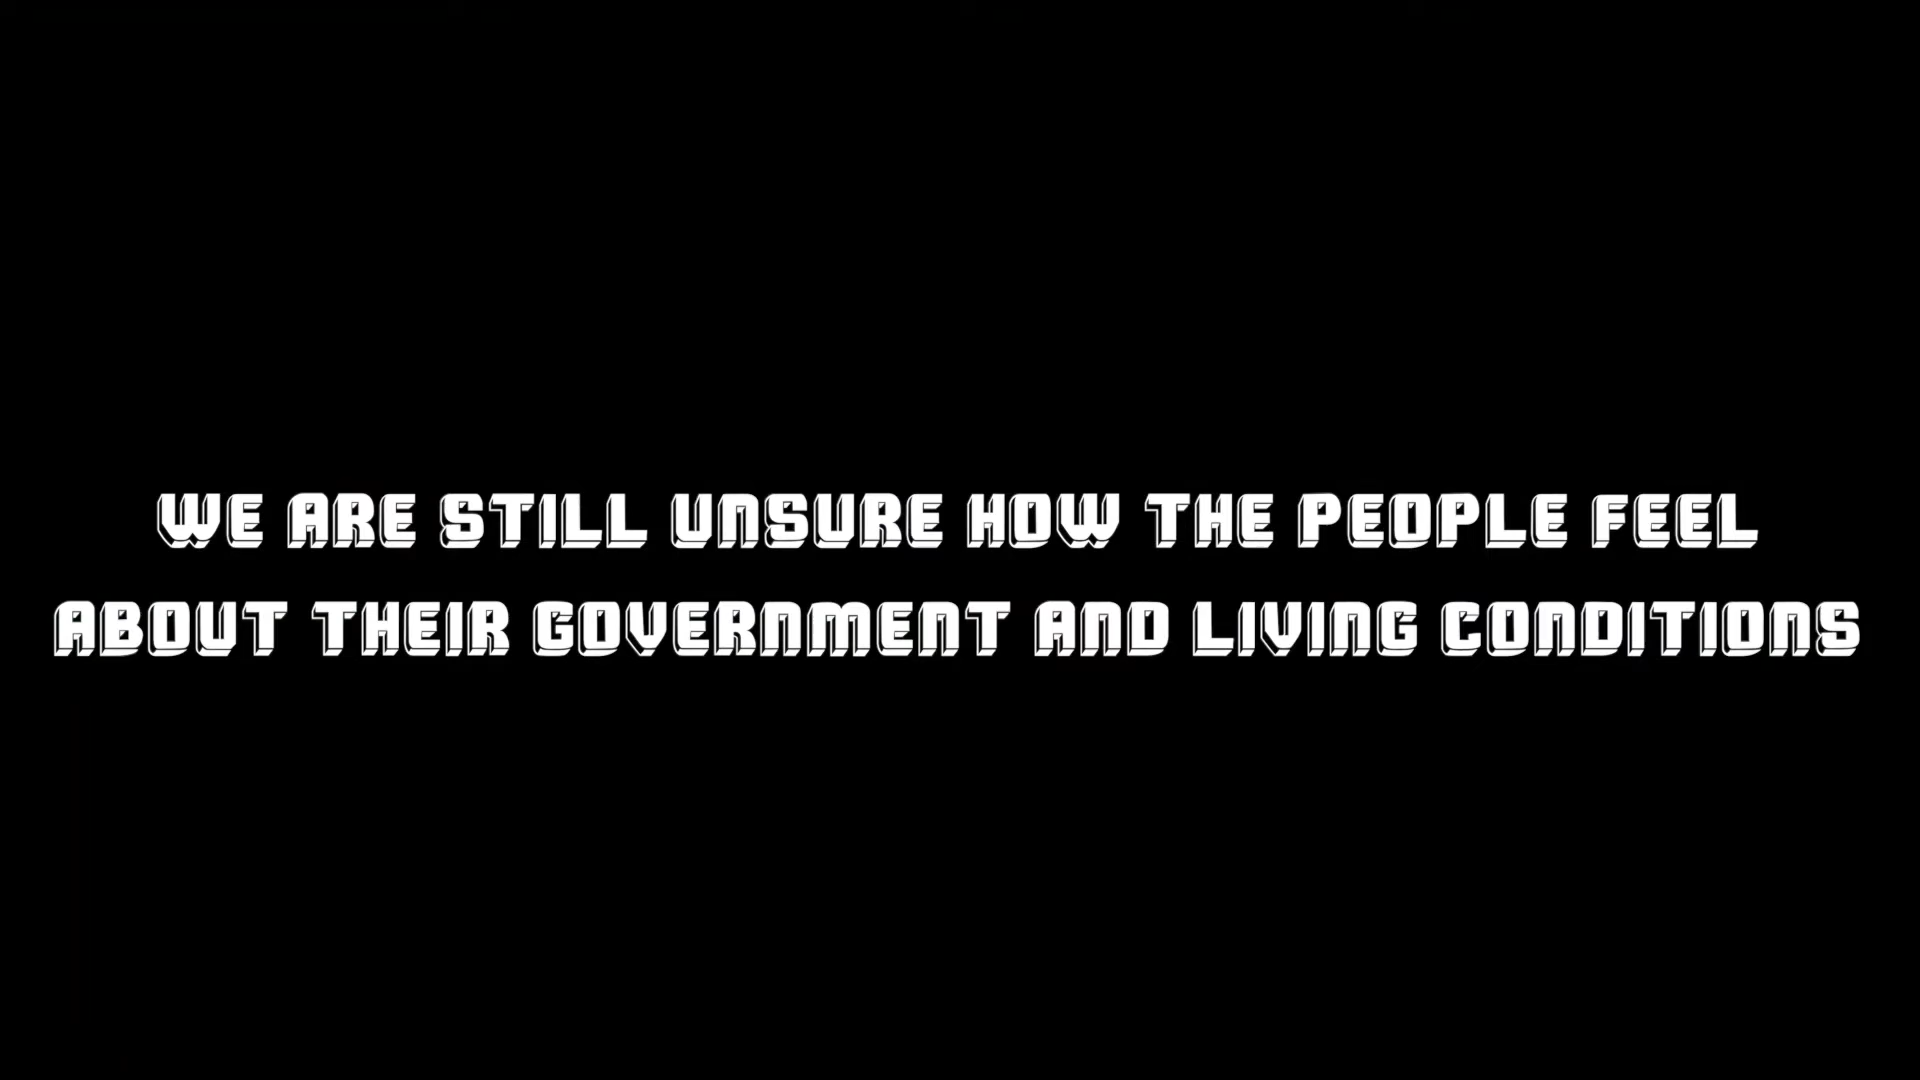 WE ARE STILL UNSURE HOW THE PEOPLE FEEL
ABOUT THEIR GOVERNMENT AND LIVING CONDITIONS